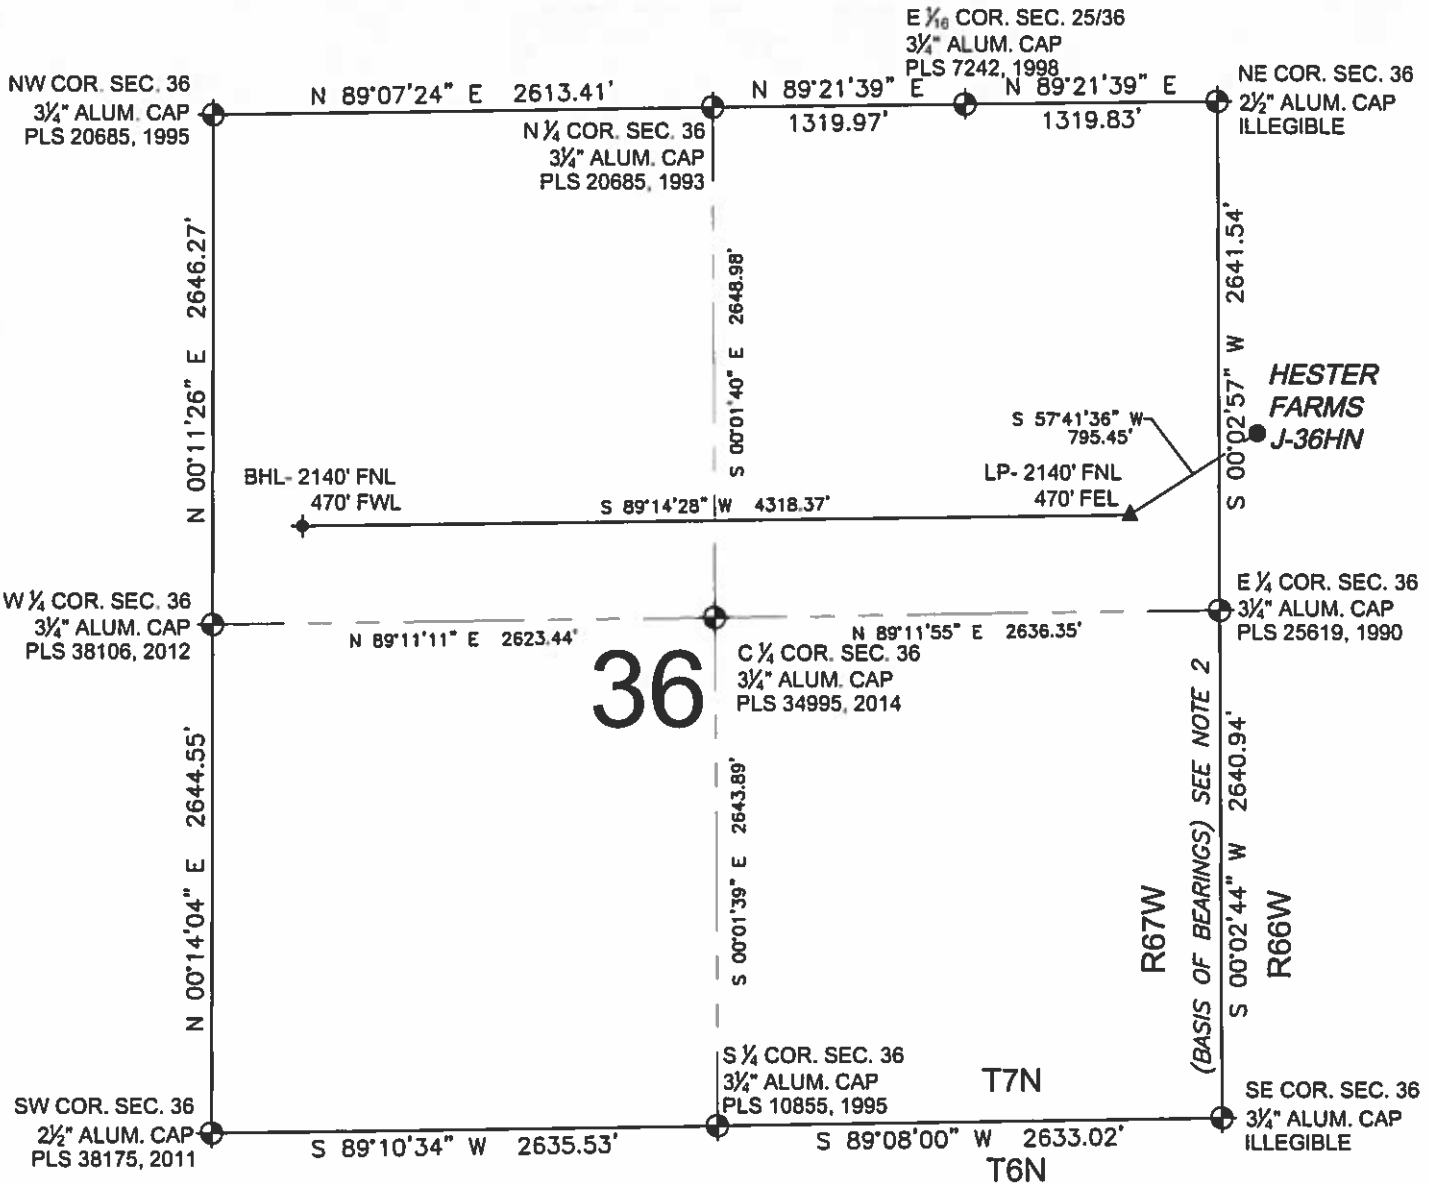 E 1/16 COR. SEC. 25/36
3¼" ALUM. CAP
PLS 7242, 1998
NW COR. SEC. 36
3¼" ALUM. CAP
PLS 20685, 1995
N 89°07'24" E 2613.41'
N ¼ COR. SEC. 36
3¼" ALUM. CAP
PLS 20685, 1993
N 89°21'39" E
1319.97'
N 89°21'39" E
1319.83'
NE COR. SEC. 36
2½" ALUM. CAP
ILLEGIBLE
N 00°11'26" E 2646.27'
S 00°01'40" E 2648.98'
S 00°02'57" W 2641.54'
HESTER
FARMS
J-36HN
S 57°41'36" W
795.45'
BHL- 2140' FNL
470' FWL
S 89°14'28" W 4318.37'
LP- 2140' FNL
470' FEL
W ¼ COR. SEC. 36
3¼" ALUM. CAP
PLS 38106, 2012
N 89°11'11" E 2623.44'
N 89°11'55" E 2636.35'
E ¼ COR. SEC. 36
3¼" ALUM. CAP
PLS 25619, 1990
36
C ¼ COR. SEC. 36
3¼" ALUM. CAP
PLS 34995, 2014
N 00°14'04" E 2644.55'
S 00°01'39" E 2643.89'
R67W
(BASIS OF BEARINGS) SEE NOTE 2
S 00°02'44" W 2640.94'
R66W
SW COR. SEC. 36
2½" ALUM. CAP
PLS 38175, 2011
S 89°10'34" W 2635.53'
S ¼ COR. SEC. 36
3¼" ALUM. CAP
PLS 10855, 1995
T7N
S 89°08'00" W 2633.02'
T6N
SE COR. SEC. 36
3¼" ALUM. CAP
ILLEGIBLE